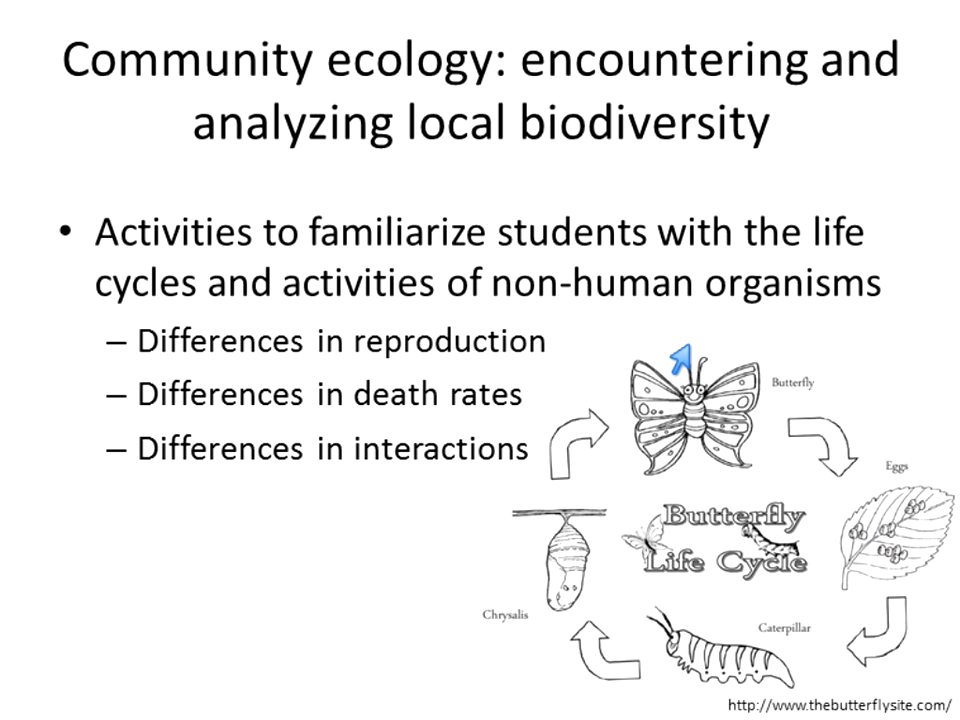 Community ecology: encountering and
analyzing local biodiversity
• Activities to familiarize students with the life
cycles and activities of non-human organisms
– Differences in reproduction
– Differences in death rates
– Differences in interactions
Butterfly
Eggs
Butterfly
Life Cycle
Chrysalis
Caterpillar
http://www.thebutterflysite.com/